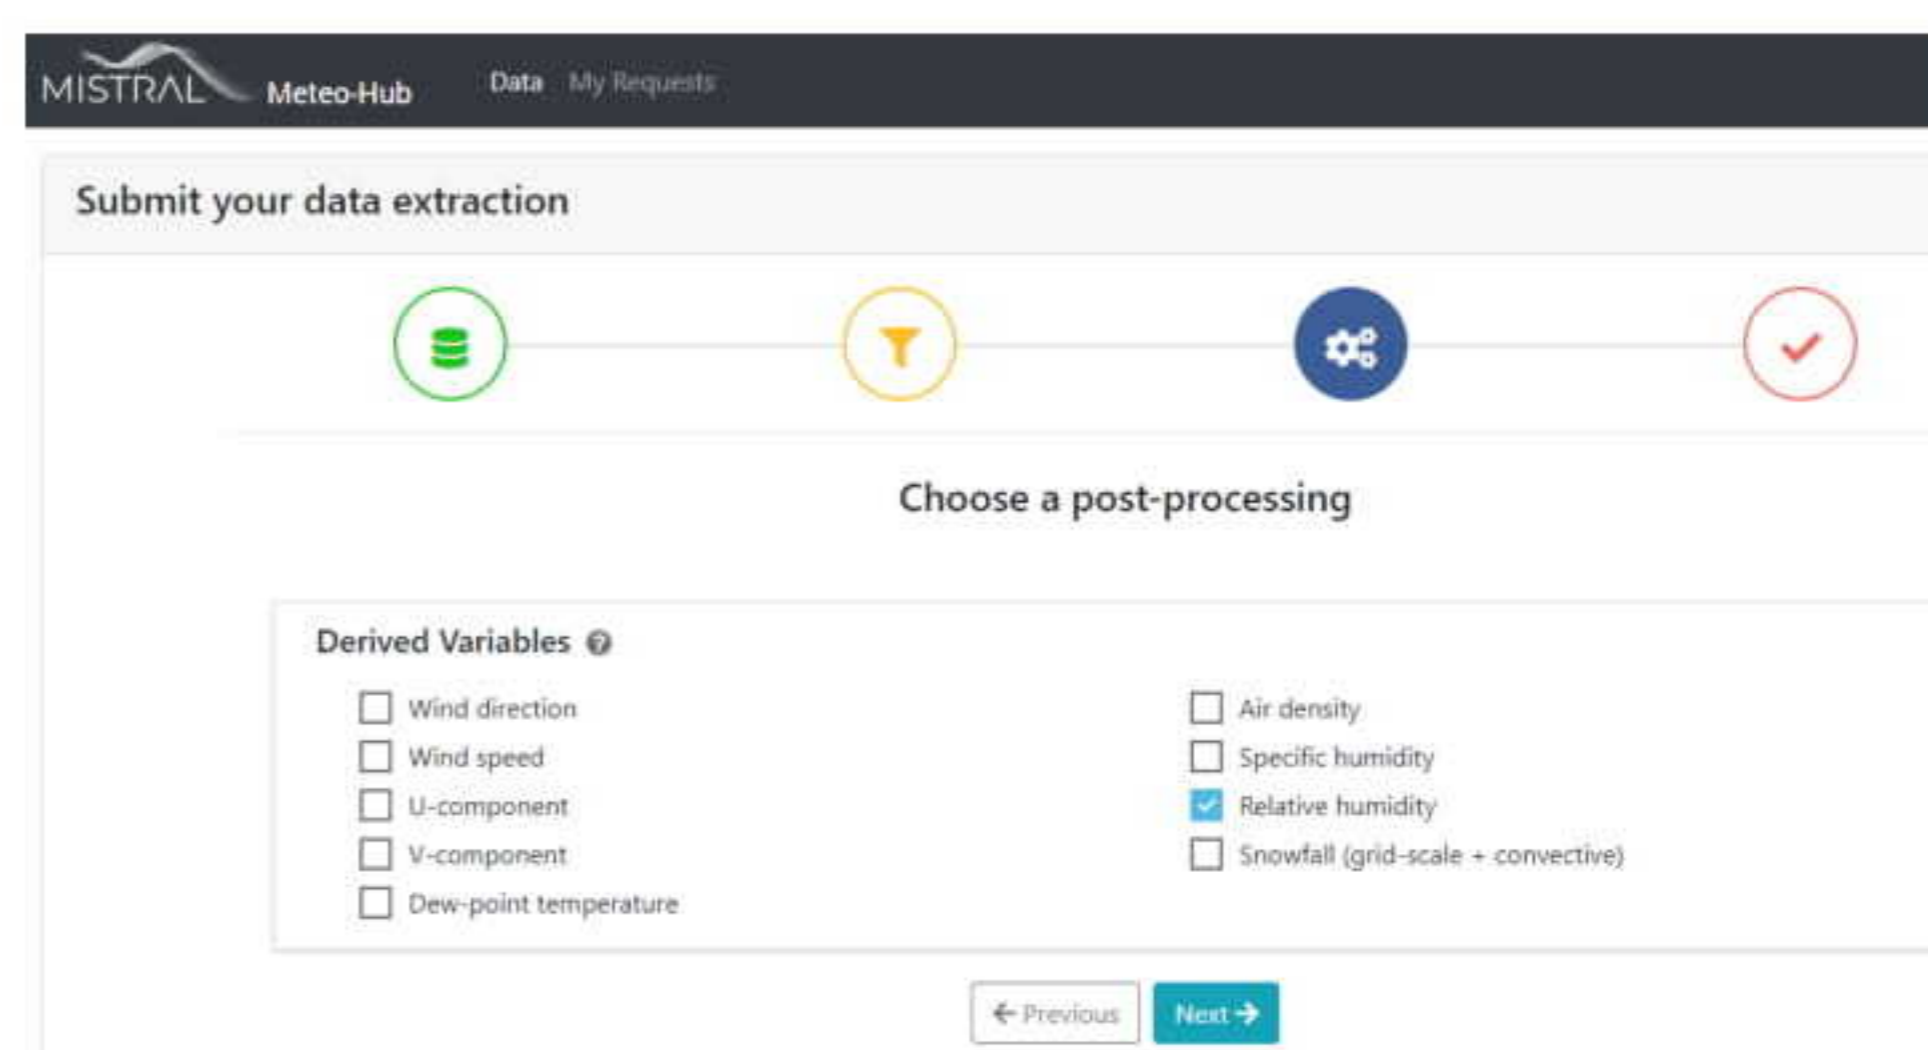 MISTRAL Meteo-Hub Data My Requests
Submit your data extraction
Choose a post-processing
Derived Variables
Wind direction
Wind speed
U-component
V-component
Dew-point temperature
Air density
Specific humidity
Relative humidity
Snowfall (grid-scale + convective)
← Previous Next →